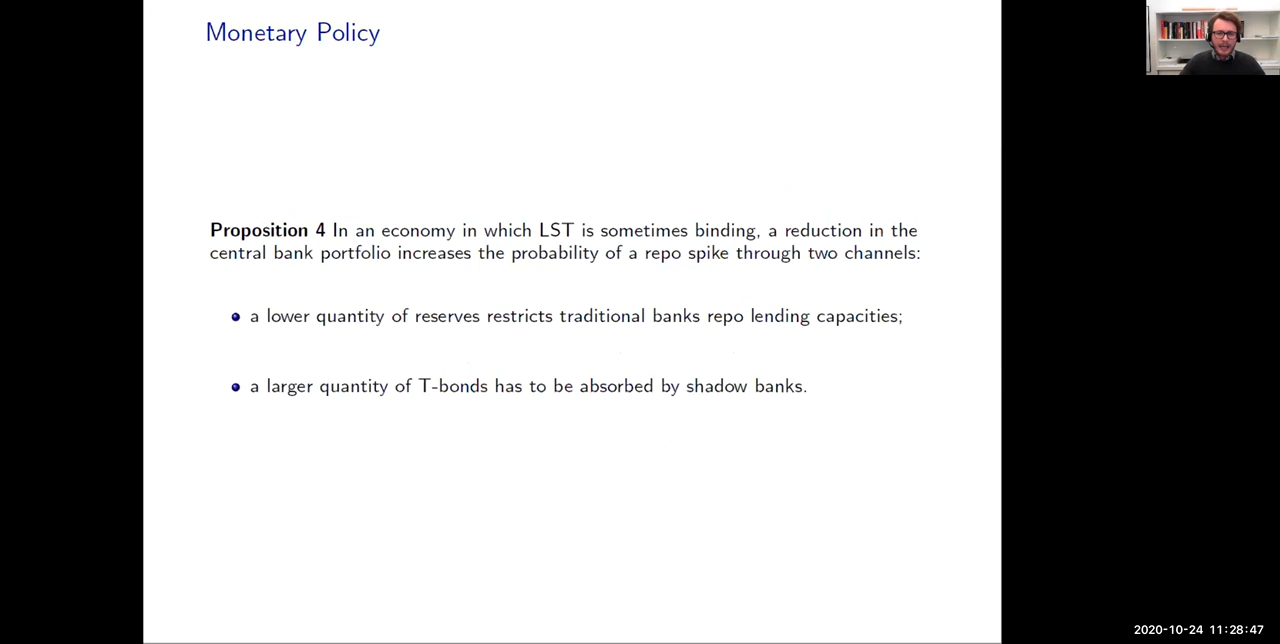 Monetary Policy
Proposition 4 In an economy in which LST is sometimes binding, a reduction in the
central bank portfolio increases the probability of a repo spike through two channels:
a lower quantity of reserves restricts traditional banks repo lending capacities;
a larger quantity of T-bonds has to be absorbed by shadow banks.
2020-10-24 11:28:47